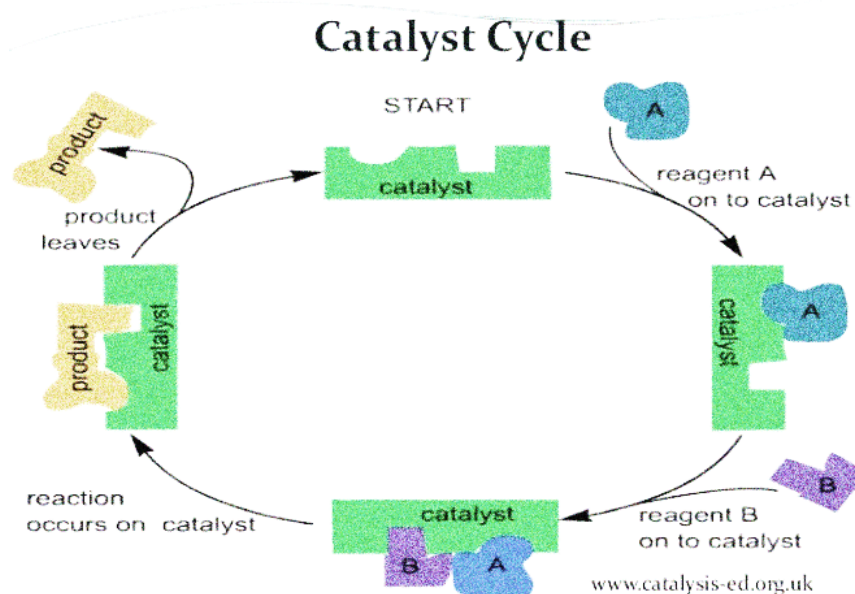 Catalyst Cycle
START
A
product
catalyst
reagent A
on to catalyst
product
leaves
catalyst
A
catalyst
product
reaction
occurs on catalyst
catalyst
B
A
B
reagent B
on to catalyst
www.catalysis-ed.org.uk